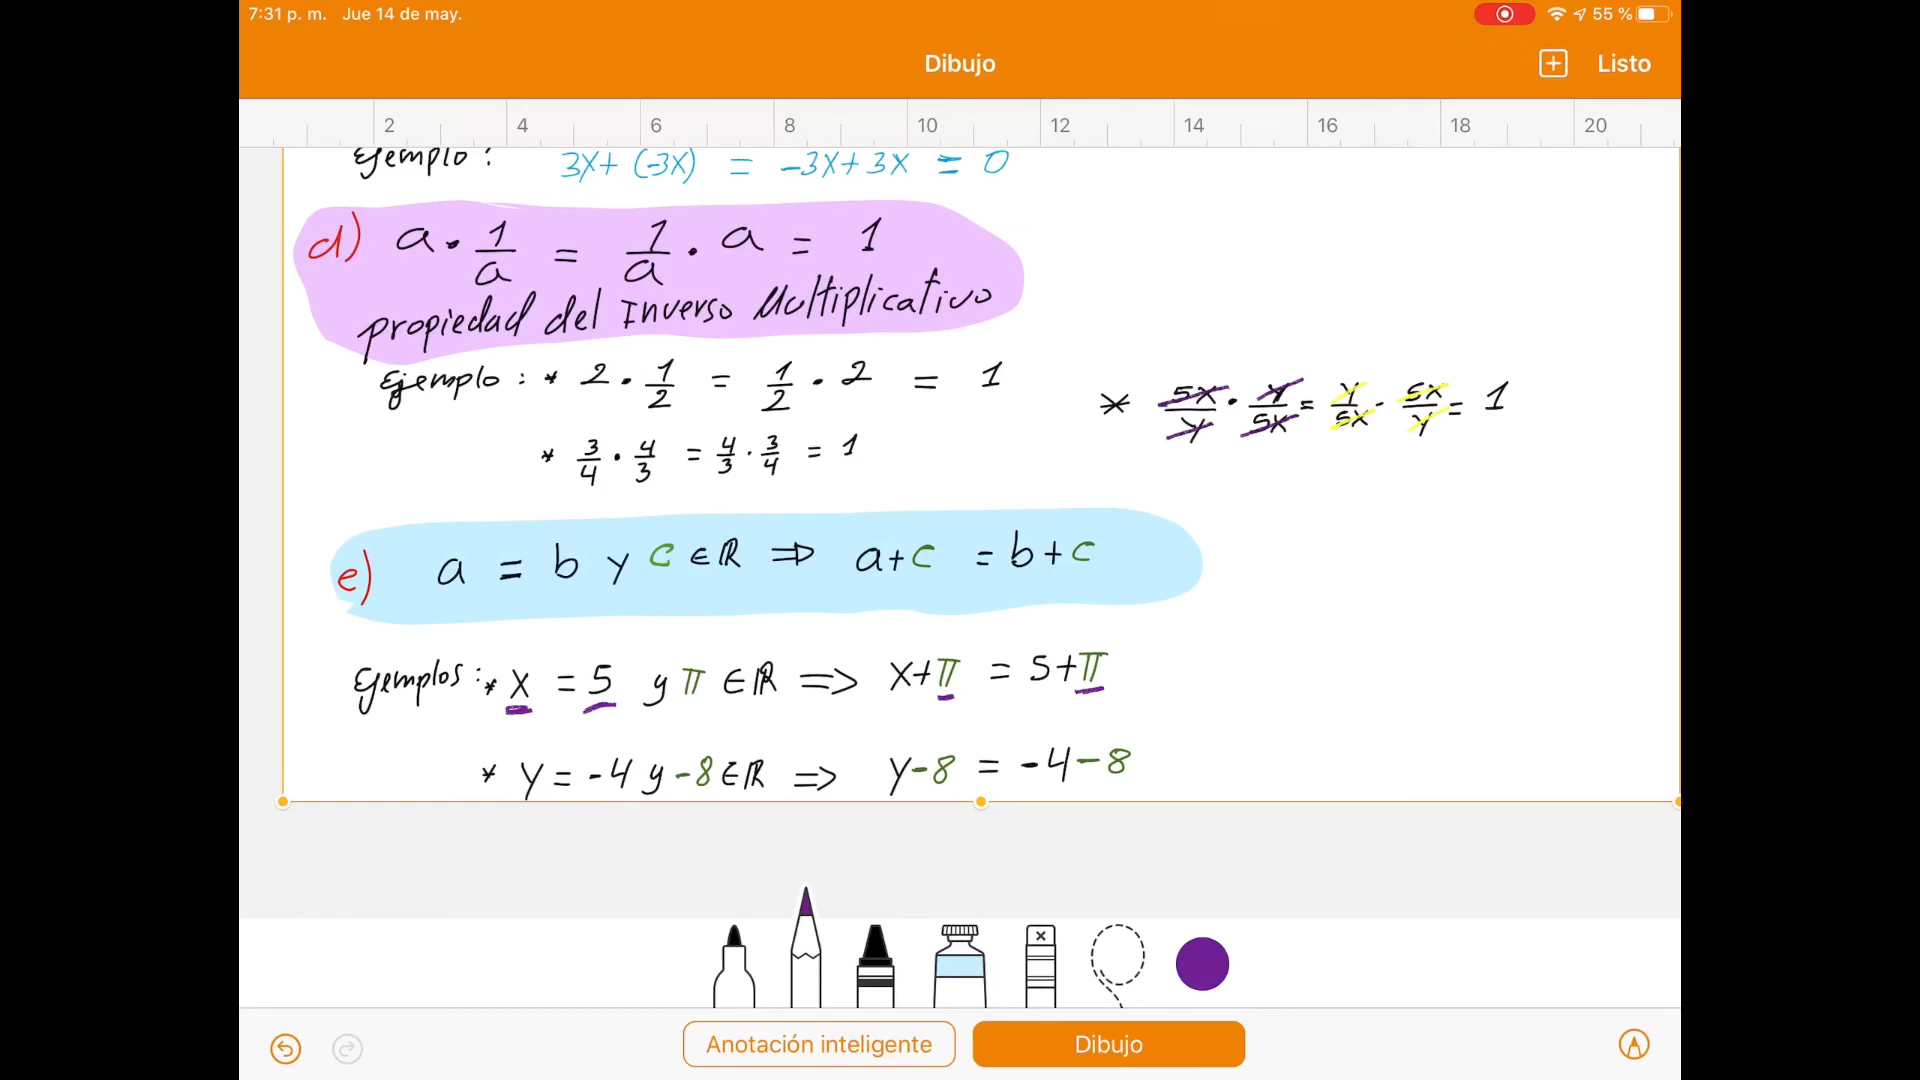 7:31 p. m. Jue 14 de may. 55 %
Dibujo
Listo
2 4 6 8 10 12 14 16 18 20
Ejemplo : 3X + (-3X) = -3X + 3X = 0
d) a · 1/a = 1/a · a = 1
propiedad del Inverso Multiplicativo
Ejemplo : * 2 · 1/2 = 1/2 · 2 = 1
* 5X/Y · Y/5X = Y/5X · 5X/Y = 1
* 3/4 · 4/3 = 4/3 · 3/4 = 1
e) a = b y c ∈ ℝ ⇒ a + c = b + c
Ejemplos : * X = 5 y π ∈ ℝ ⇒ X + π = 5 + π
* Y = -4 y -8 ∈ ℝ ⇒ Y - 8 = -4 - 8
Anotación inteligente
Dibujo